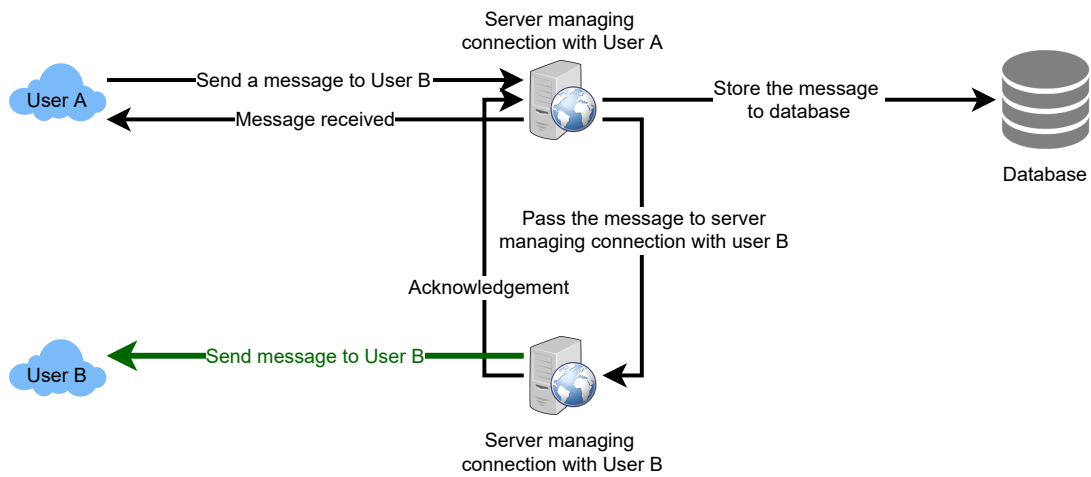 Server managing
connection with User A
User A
Send a message to User B
Message received
Store the message
to database
Database
Pass the message to server
managing connection with user B
Acknowledgement
User B
Send message to User B
Server managing
connection with User B